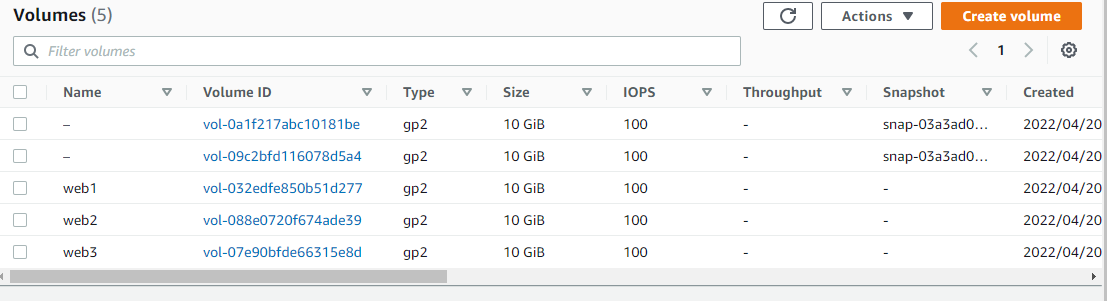 Volumes (5) Actions Create volume
Filter volumes 1
Name Volume ID Type Size IOPS Throughput Snapshot Created
– vol-0a1f217abc10181be gp2 10 GiB 100 - snap-03a3ad0... 2022/04/20
– vol-09c2bfd116078d5a4 gp2 10 GiB 100 - snap-03a3ad0... 2022/04/20
web1 vol-032edfe850b51d277 gp2 10 GiB 100 - - 2022/04/20
web2 vol-088e0720f674ade39 gp2 10 GiB 100 - - 2022/04/20
web3 vol-07e90bfde66315e8d gp2 10 GiB 100 - - 2022/04/20